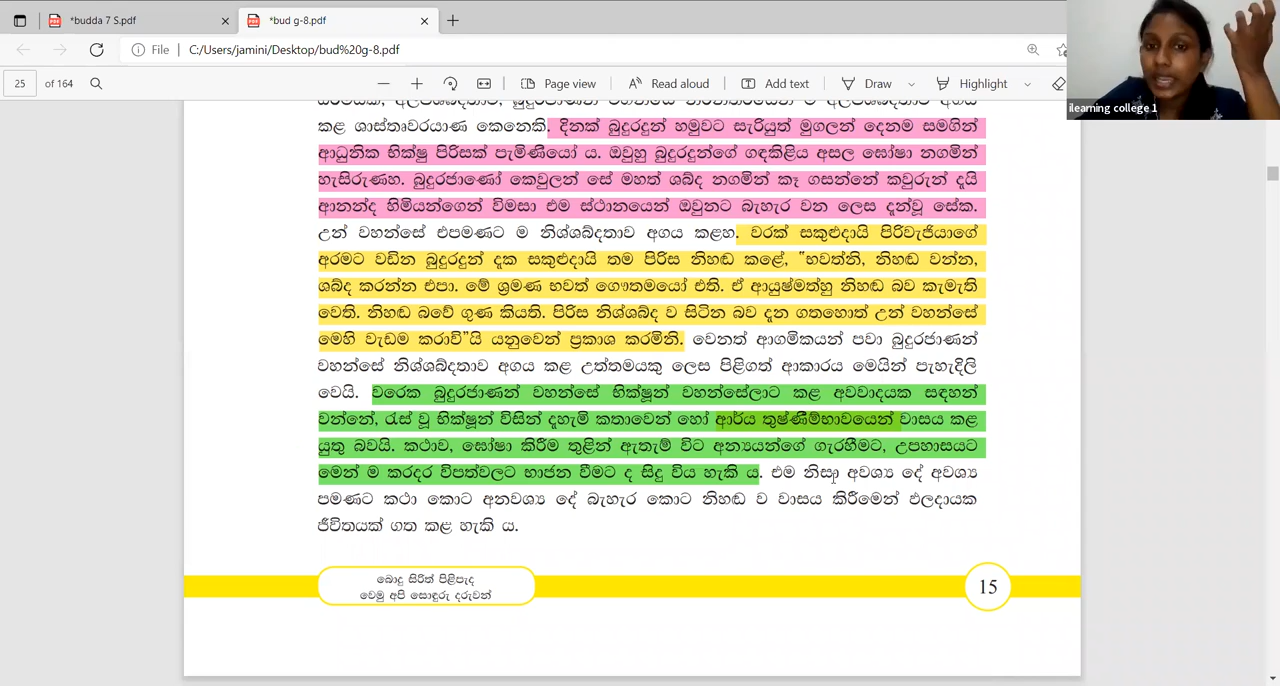 *budda 7 S.pdf
*bud g-8.pdf
File C:/Users/jamini/Desktop/bud%20g-8.pdf
25 of 164 Page view Read aloud Add text Draw Highlight
ilearning college 1
කළ ශාස්තෘවරයාණ කෙනෙකි. දිනක් බුදුරදුන් හමුවට සැරියුත් මුගලන් දෙනම සමගින්
ආධුනික භික්ෂු පිරිසක් පැමිණියෝ ය. ඔවුහු බුදුරදුන්ගේ ගඳකිළිය අසල ඝෝෂා නගමින්
හැසිරුණහ. බුදුරජාණෝ කෙවුලන් සේ මහත් ශබ්ද නගමින් කෑ ගසන්නේ කවුරුන් දැයි
ආනන්ද හිමියන්ගෙන් විමසා එම ස්ථානයෙන් ඔවුනට බැහැර වන ලෙස දැන්වූ සේක.
උන් වහන්සේ එපමණට ම නිශ්ශබ්දතාව අගය කළහ. වරක් සකුළුදායි පිරිවැජියාගේ
අරමට වඩින බුදුරදුන් දැක සකුළුදායි තම පිරිස නිහඬ කළේ, "භවත්නි, නිහඬ වන්න,
ශබ්ද කරන්න එපා. මේ ශ්‍රමණ භවත් ගෞතමයෝ එති. ඒ ආයුෂ්මත්හු නිහඬ බව කැමැති
වෙති. නිහඬ බවේ ගුණ කියති. පිරිස නිශ්ශබ්ද ව සිටින බව දැන ගතහොත් උන් වහන්සේ
මෙහි වැඩම කරාවි"යි යනුවෙන් ප්‍රකාශ කරමිනි. වෙනත් ආගමිකයන් පවා බුදුරජාණන්
වහන්සේ නිශ්ශබ්දතාව අගය කළ උත්තමයකු ලෙස පිළිගත් ආකාරය මෙයින් පැහැදිලි
වෙයි. වරෙක බුදුරජාණන් වහන්සේ භික්ෂූන් වහන්සේලාට කළ අවවාදයක සඳහන්
වන්නේ, රැස් වූ භික්ෂූන් විසින් දැහැමි කතාවෙන් හෝ ආර්ය තුෂ්ණීම්භාවයෙන් වාසය කළ
යුතු බවයි. කථාව, ඝෝෂා කිරීම තුළින් ඇතැම් විට අන්‍යයන්ගේ ගැරහීමට, උපහාසයට
මෙන් ම කරදර විපත්වලට භාජන වීමට ද සිදු විය හැකි ය. එම නිසා අවශ්‍ය දේ අවශ්‍ය
පමණට කථා කොට අනවශ්‍ය දේ බැහැර කොට නිහඬ ව වාසය කිරීමෙන් ඵලදායක
ජීවිතයක් ගත කළ හැකි ය.
බොදු සිරිත් පිළිපැද
වෙමු අපි සොඳුරු දරුවන්
15